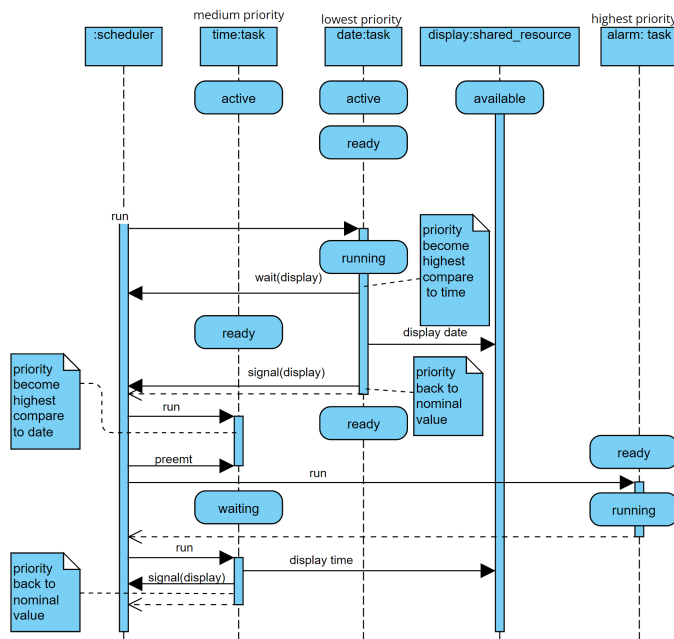 medium priority
lowest priority
highest priority
:scheduler
time:task
date:task
display:shared_resource
alarm: task
active
active
available
ready
run
priority
become
highest
compare
to time
running
wait(display)
ready
display date
priority
become
highest
compare
to date
signal(display)
priority
back to
nominal
value
run
ready
ready
preemt
run
waiting
running
run
display time
priority
back to
nominal
value
signal(display)